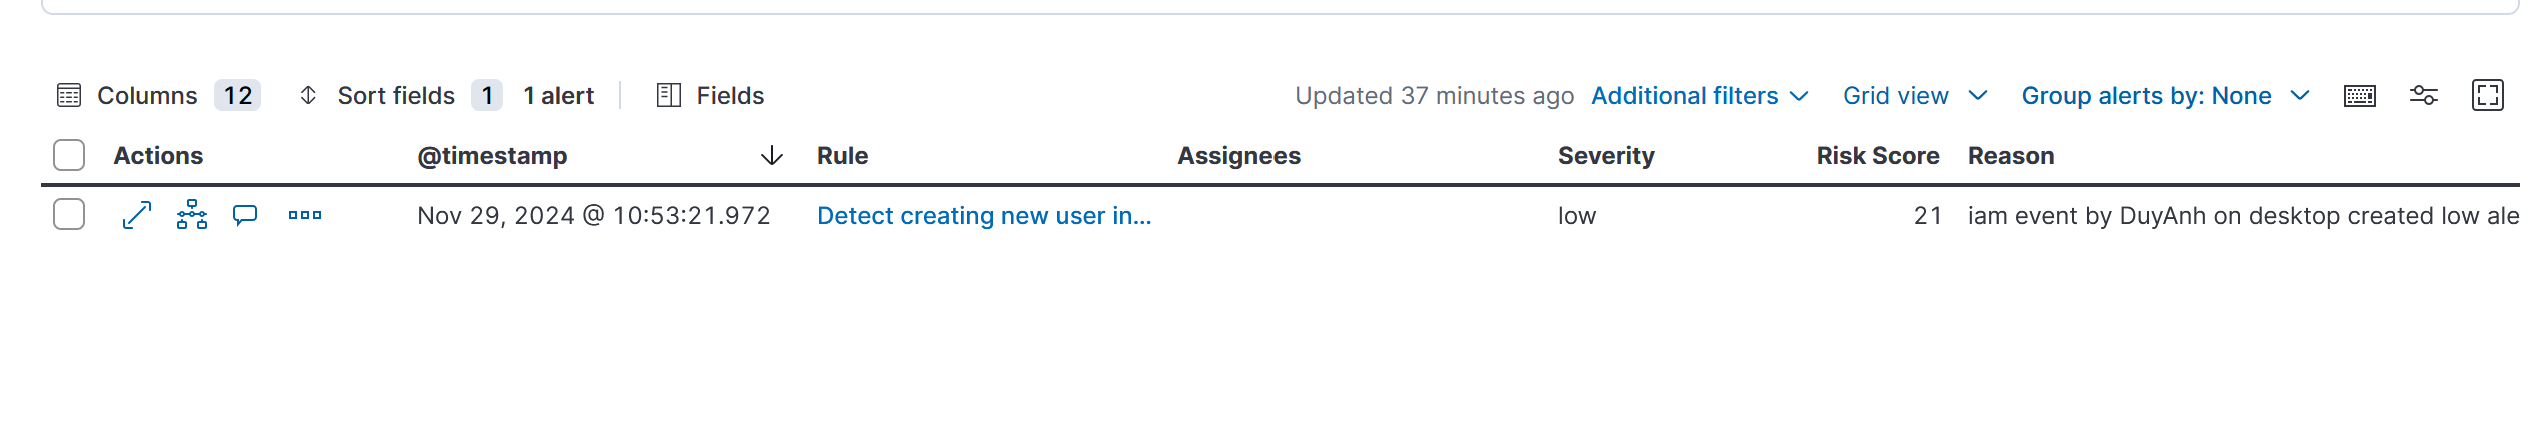 Columns 12 Sort fields 1 1 alert Fields Updated 37 minutes ago Additional filters Grid view Group alerts by: None
Actions @timestamp Rule Assignees Severity Risk Score Reason
Nov 29, 2024 @ 10:53:21.972 Detect creating new user in... low 21 iam event by DuyAnh on desktop created low ale